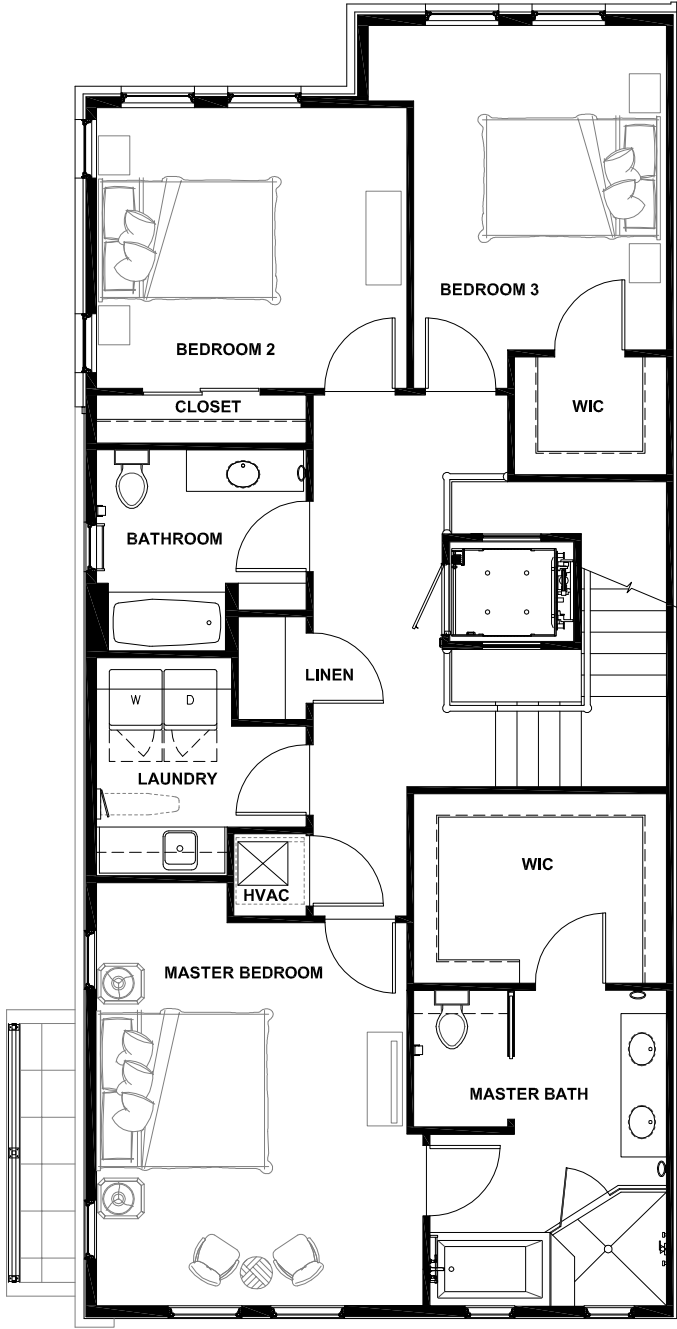 BEDROOM 3
BEDROOM 2
CLOSET
WIC
BATHROOM
LINEN
W
D
LAUNDRY
WIC
HVAC
MASTER BEDROOM
MASTER BATH